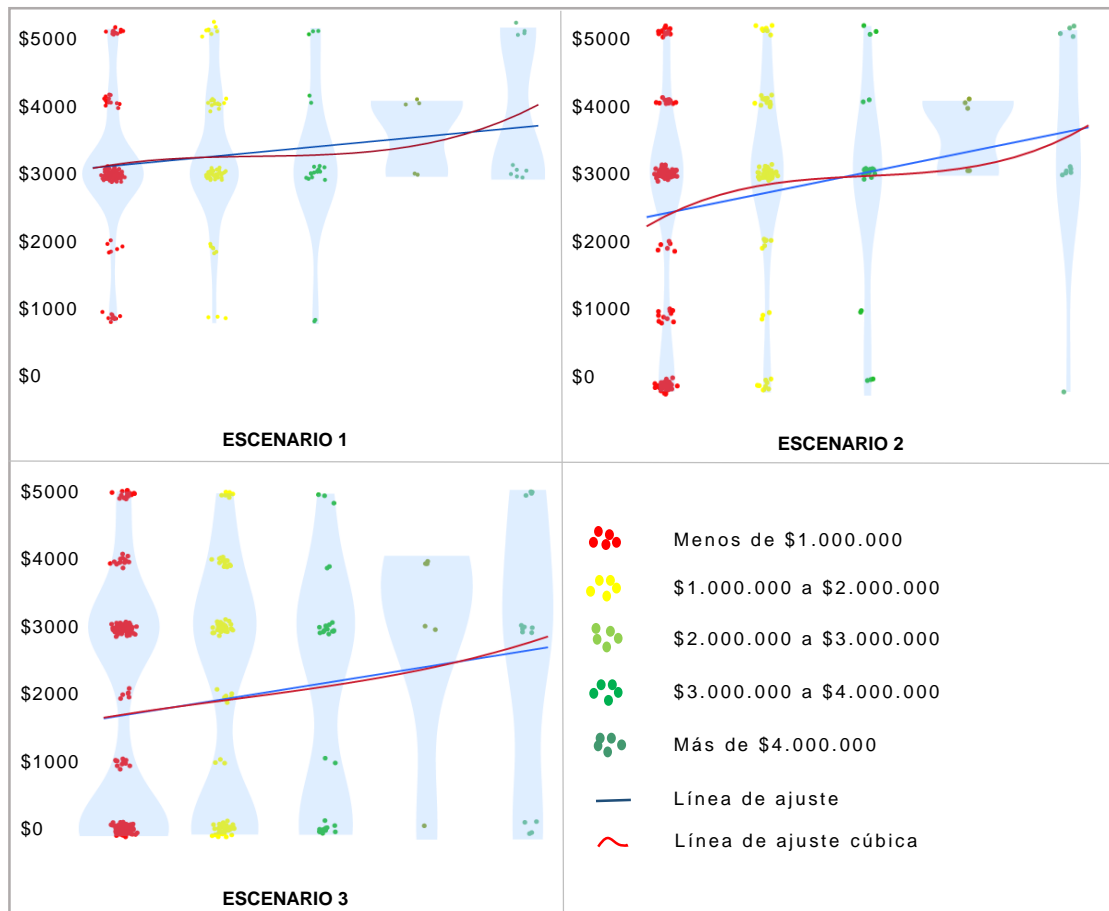 $5000
$4000
$3000
$2000
$1000
$0
ESCENARIO 1
$5000
$4000
$3000
$2000
$1000
$0
ESCENARIO 2
$5000
$4000
$3000
$2000
$1000
$0
ESCENARIO 3
Menos de $1.000.000
$1.000.000 a $2.000.000
$2.000.000 a $3.000.000
$3.000.000 a $4.000.000
Más de $4.000.000
Línea de ajuste
Línea de ajuste cúbica